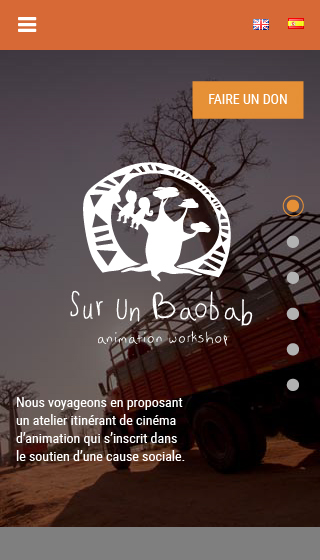 FAIRE UN DON
Sur Un Baobab
animation workshop
Nous voyageons en proposant
un atelier itinérant de cinéma
d’animation qui s’inscrit dans
le soutien d’une cause sociale.